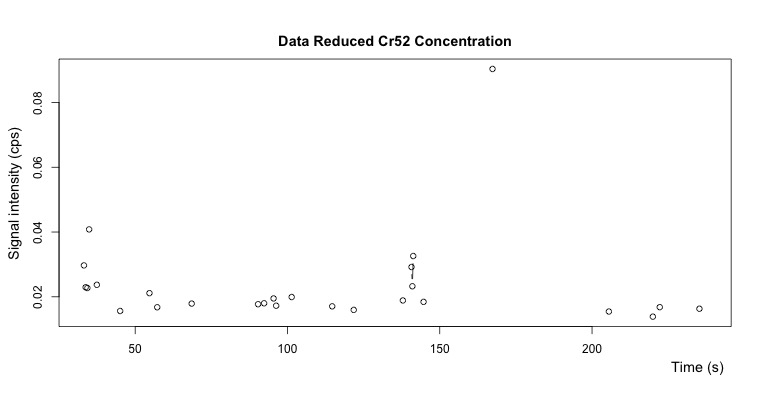 Data Reduced Cr52 Concentration
Signal intensity (cps)
0.08
0.06
0.04
0.02
50 100 150 200
Time (s)